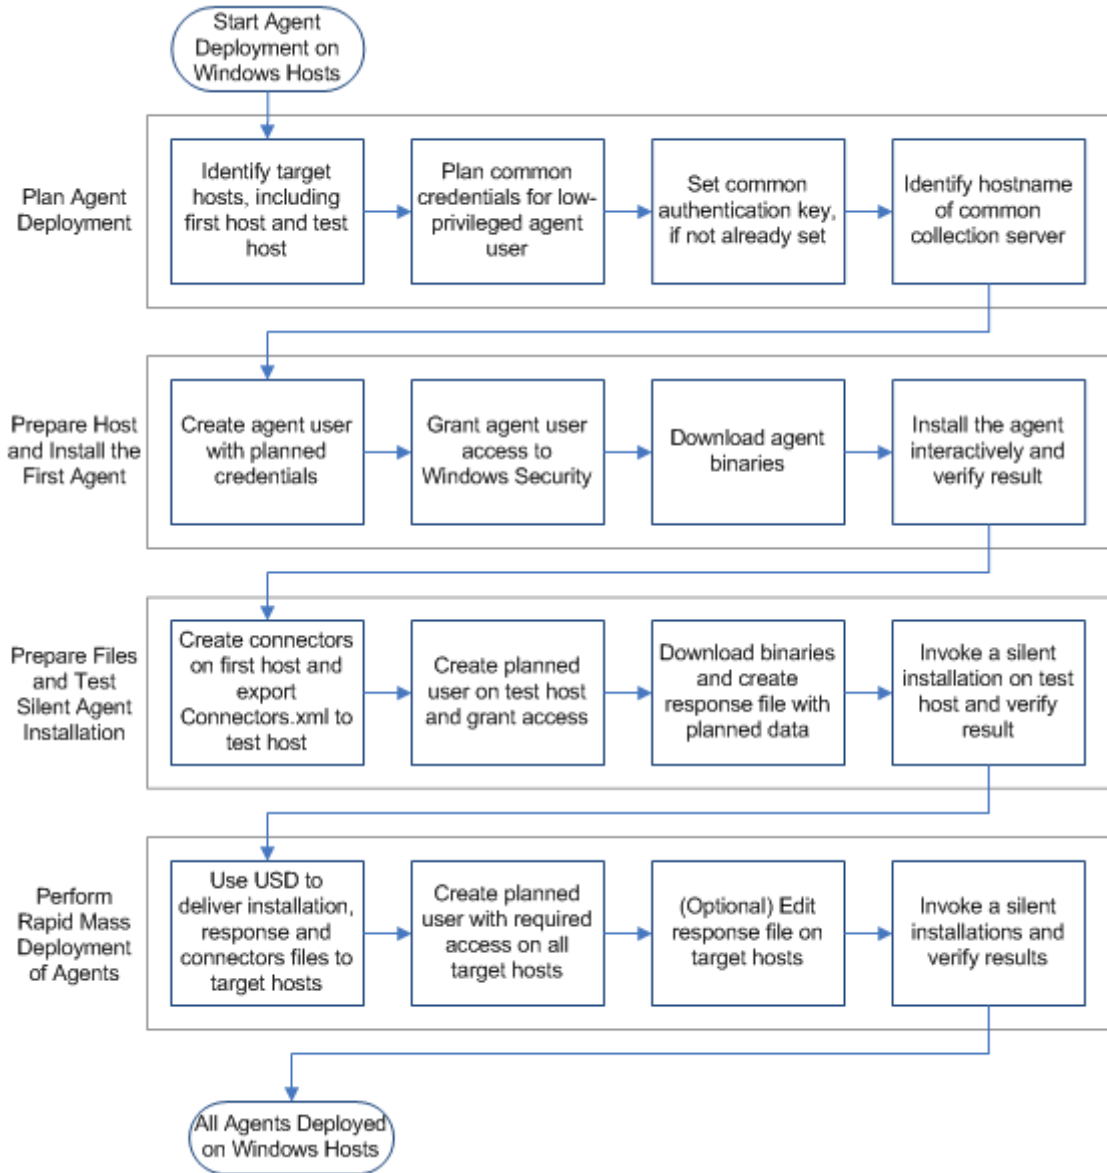 Start Agent
Deployment on
Windows Hosts
Plan Agent
Deployment
Identify target
hosts, including
first host and test
host
Plan common
credentials for low-
privileged agent
user
Set common
authentication key,
if not already set
Identify hostname
of common
collection server
Prepare Host
and Install the
First Agent
Create agent user
with planned
credentials
Grant agent user
access to
Windows Security
Download agent
binaries
Install the agent
interactively and
verify result
Prepare Files
and Test
Silent Agent
Installation
Create connectors
on first host and
export
Connectors.xml to
test host
Create planned
user on test host
and grant access
Download binaries
and create
response file with
planned data
Invoke a silent
installation on test
host and verify
result
Perform
Rapid Mass
Deployment
of Agents
Use USD to
deliver installation,
response and
connectors files to
target hosts
Create planned
user with required
access on all
target hosts
(Optional) Edit
response file on
target hosts
Invoke a silent
installations and
verify results
All Agents Deployed
on Windows Hosts